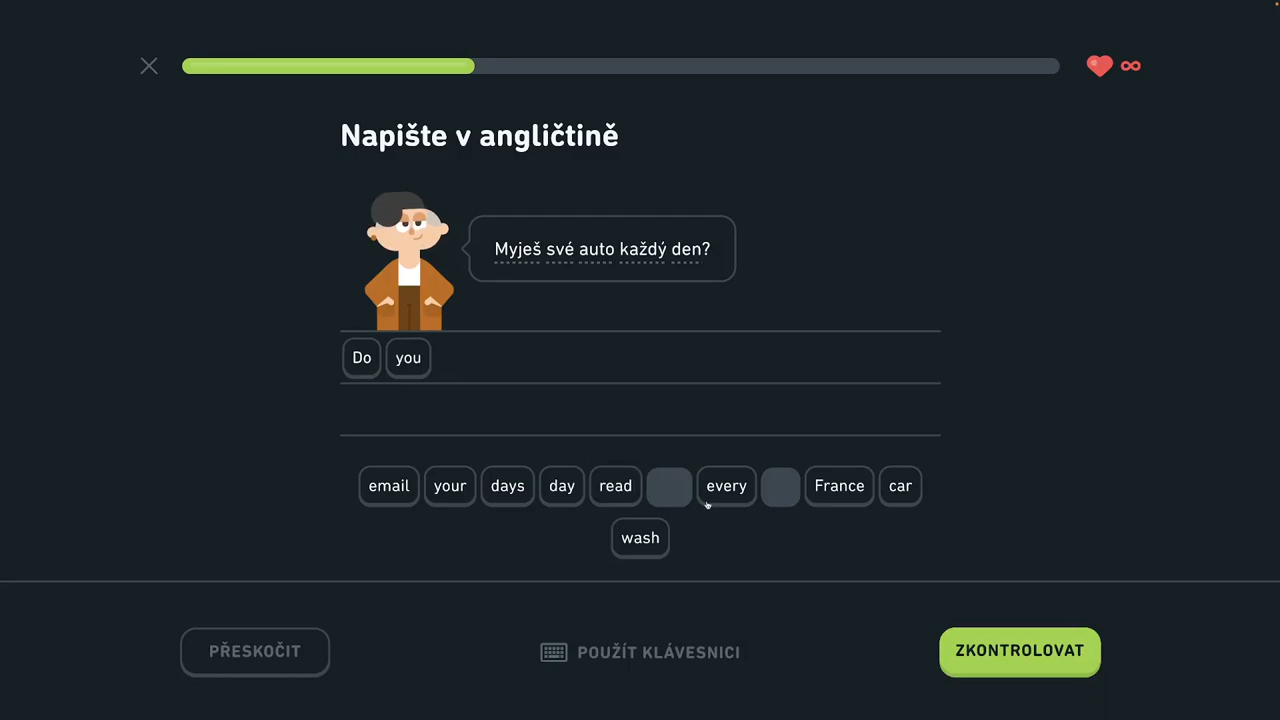 Napište v angličtině
Myješ své auto každý den?
Do you
email your days day read every France car
wash
PŘESKOČIT POUŽÍT KLÁVESNICI ZKONTROLOVAT